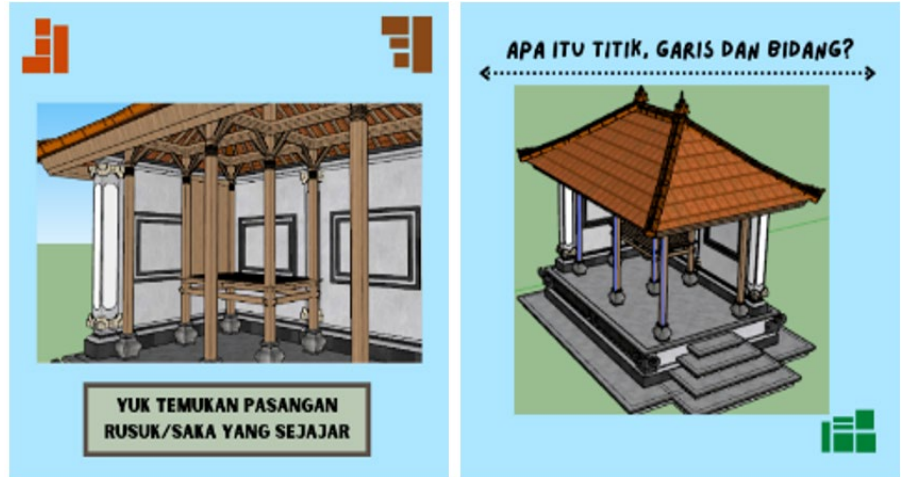 YUK TEMUKAN PASANGAN
RUSUK/SAKA YANG SEJAJAR
APA ITU TITIK, GARIS DAN BIDANG?